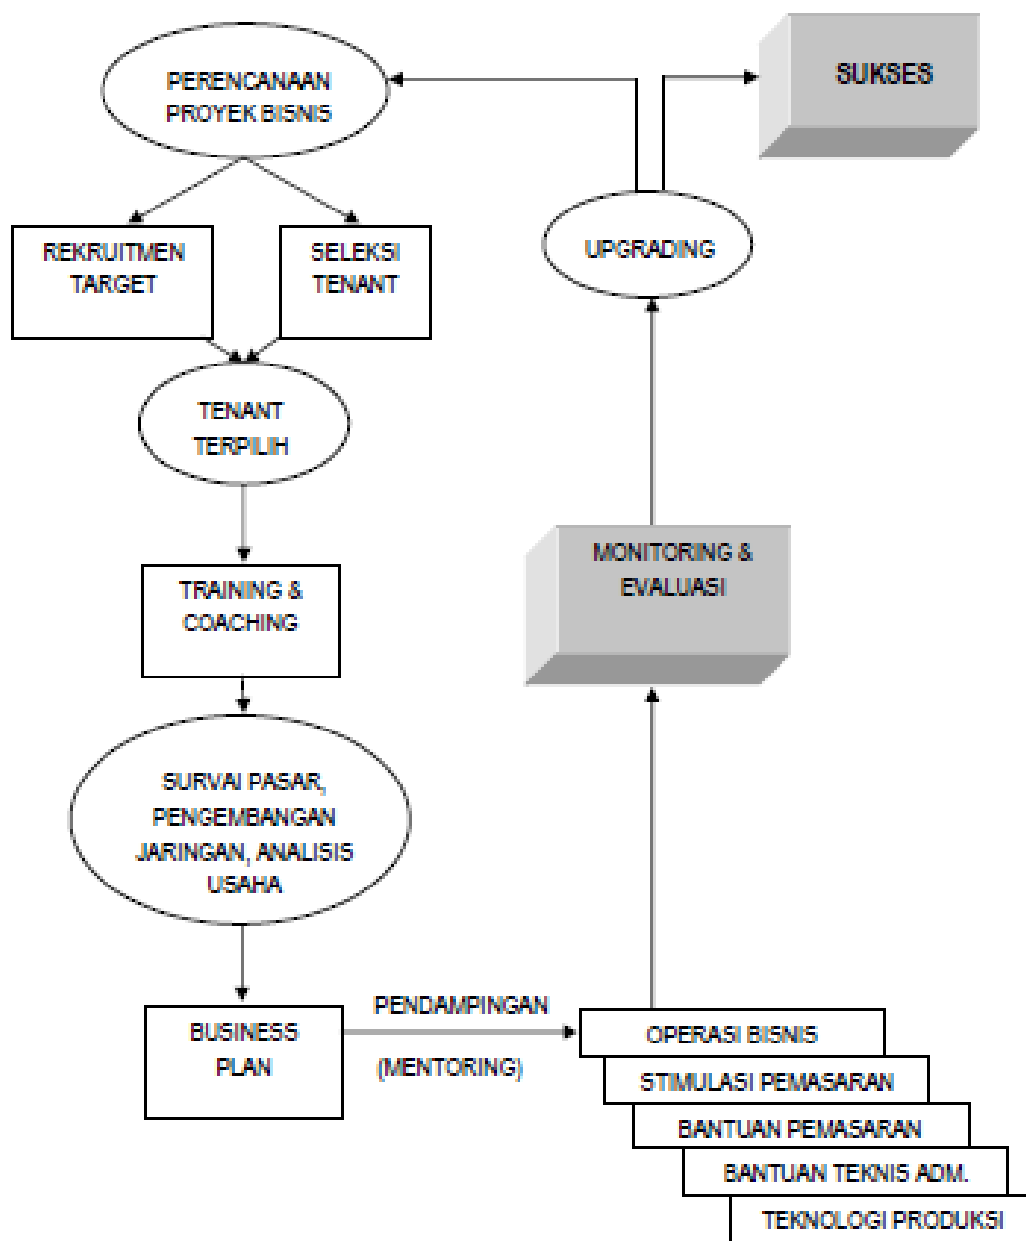 PERENCANAAN
PROYEK BISNIS
SUKSES
REKRUITMEN
TARGET
SELEKSI
TENANT
UPGRADING
TENANT
TERPILIH
TRAINING &
COACHING
MONITORING &
EVALUASI
SURVAI PASAR,
PENGEMBANGAN
JARINGAN, ANALISIS
USAHA
BUSINESS
PLAN
PENDAMPINGAN
(MENTORING)
OPERASI BISNIS
STIMULASI PEMASARAN
BANTUAN PEMASARAN
BANTUAN TEKNIS ADM.
TEKNOLOGI PRODUKSI